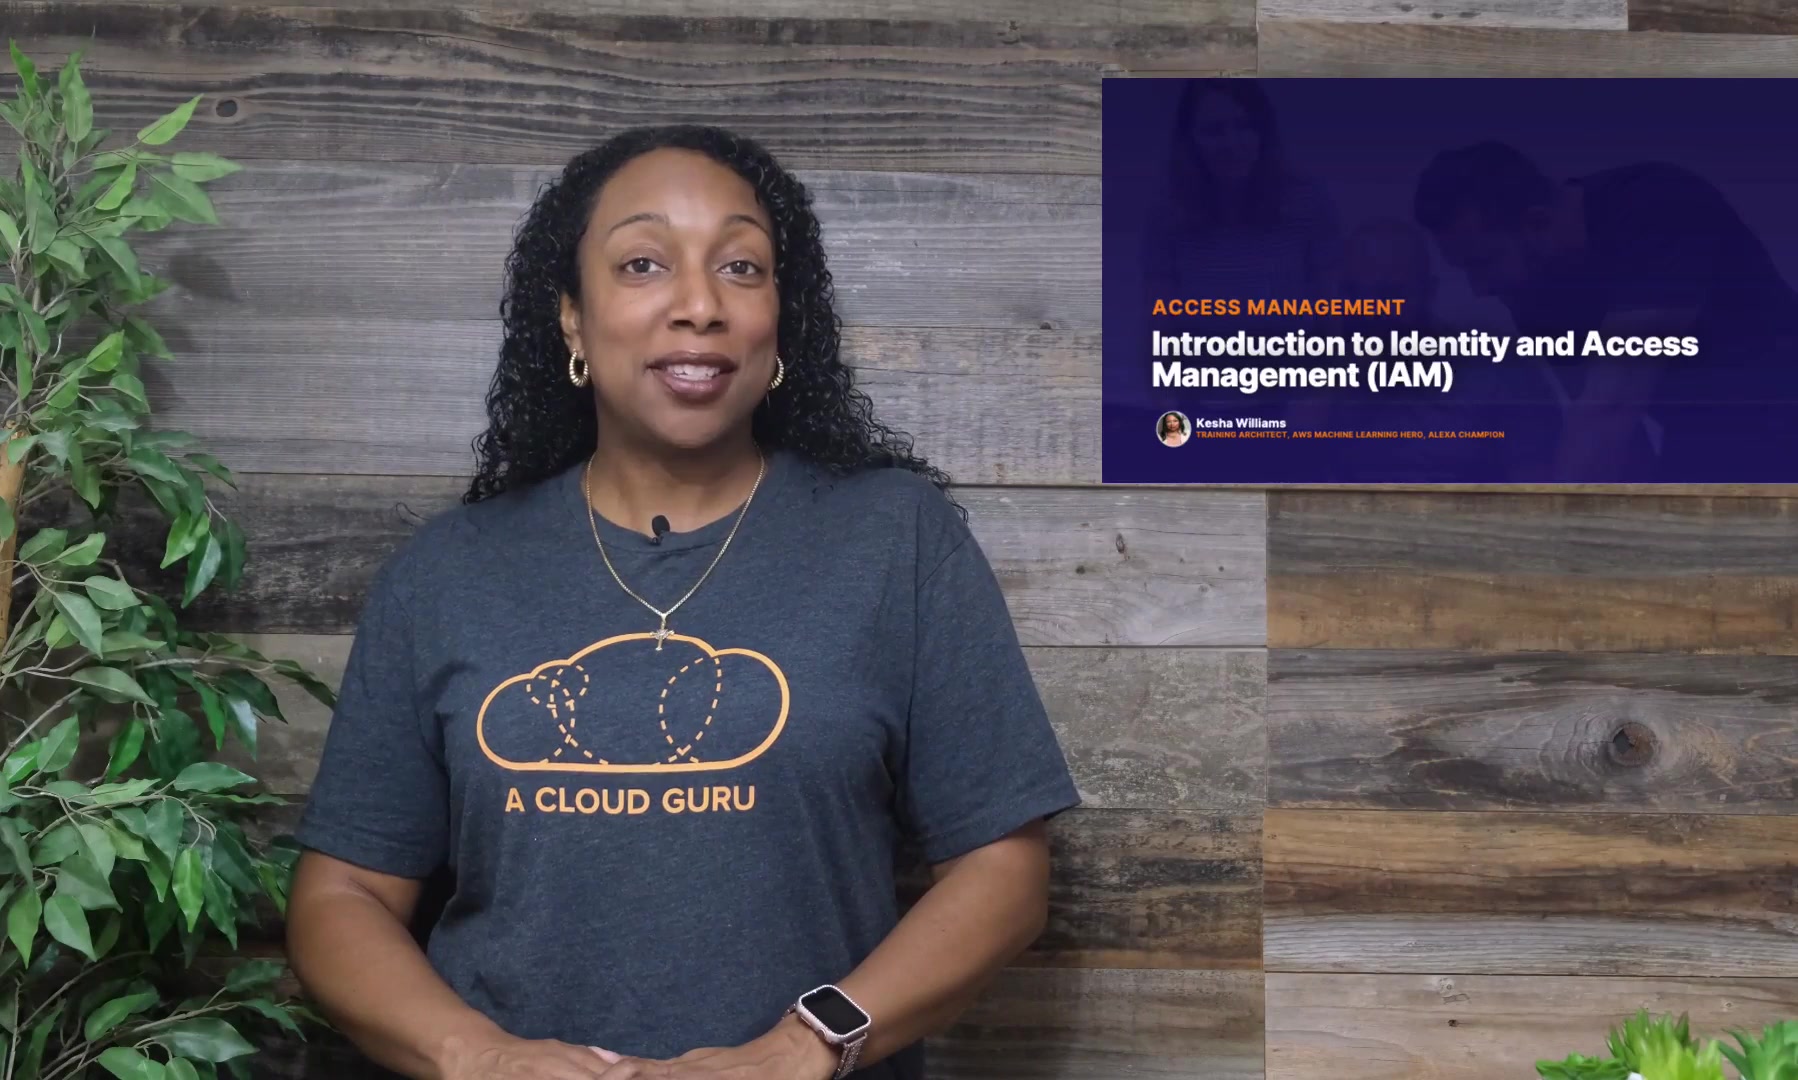 ACCESS MANAGEMENT
Introduction to Identity and Access
Management (IAM)
Kesha Williams
TRAINING ARCHITECT, AWS MACHINE LEARNING HERO, ALEXA CHAMPION
A CLOUD GURU